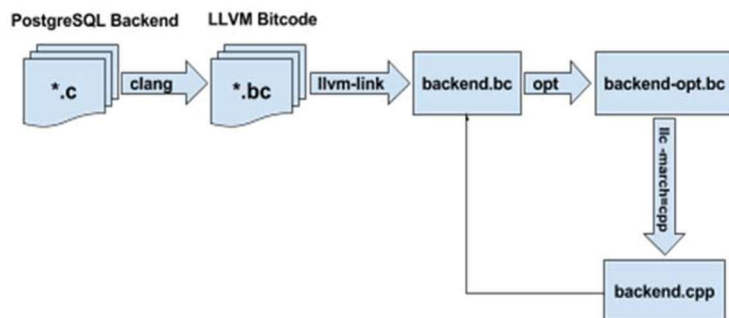 PostgreSQL Backend
LLVM Bitcode
*.c
clang
*.bc
llvm-link
backend.bc
opt
backend-opt.bc
llc -march=cpp
backend.cpp